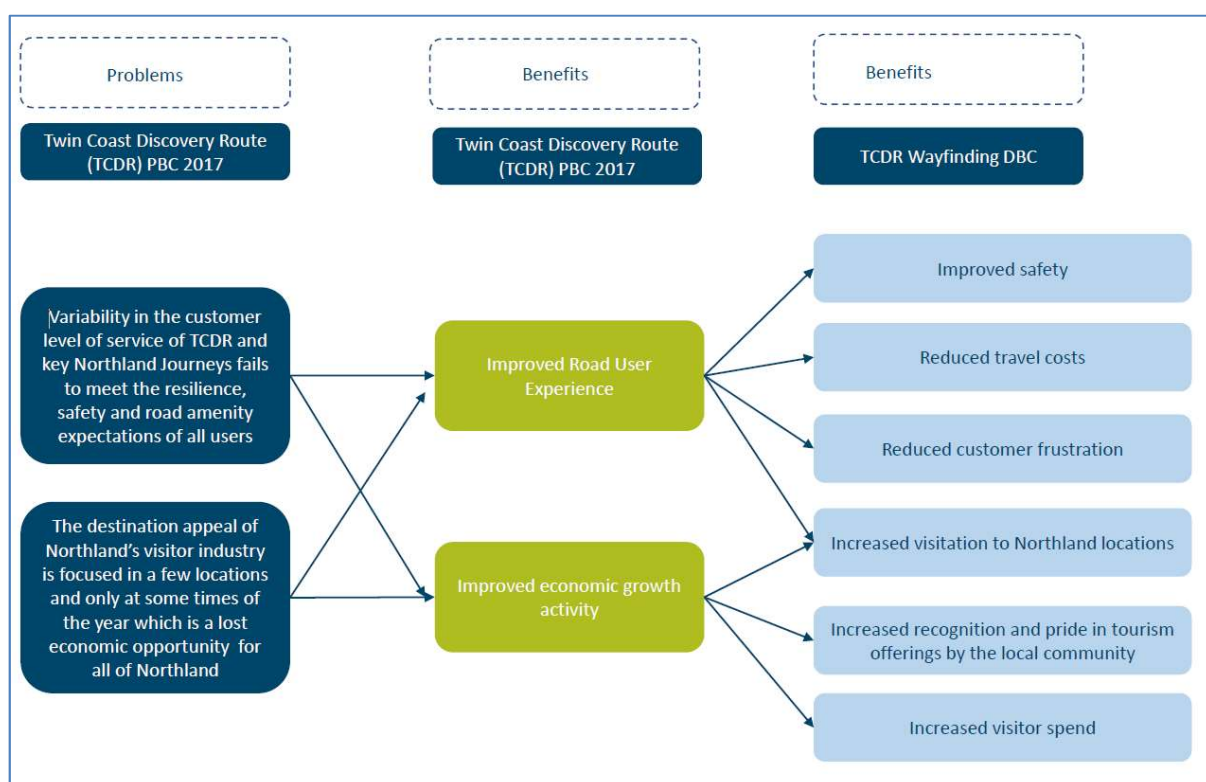 Problems
Benefits
Benefits
Twin Coast Discovery Route
(TCDR) PBC 2017
Twin Coast Discovery Route
(TCDR) PBC 2017
TCDR Wayfinding DBC
Variability in the customer
level of service of TCDR and
key Northland Journeys fails
to meet the resilience,
safety and road amenity
expectations of all users
The destination appeal of
Northland’s visitor industry
is focused in a few locations
and only at some times of
the year which is a lost
economic opportunity for
all of Northland
Improved Road User
Experience
Improved economic growth
activity
Improved safety
Reduced travel costs
Reduced customer frustration
Increased visitation to Northland locations
Increased recognition and pride in tourism
offerings by the local community
Increased visitor spend